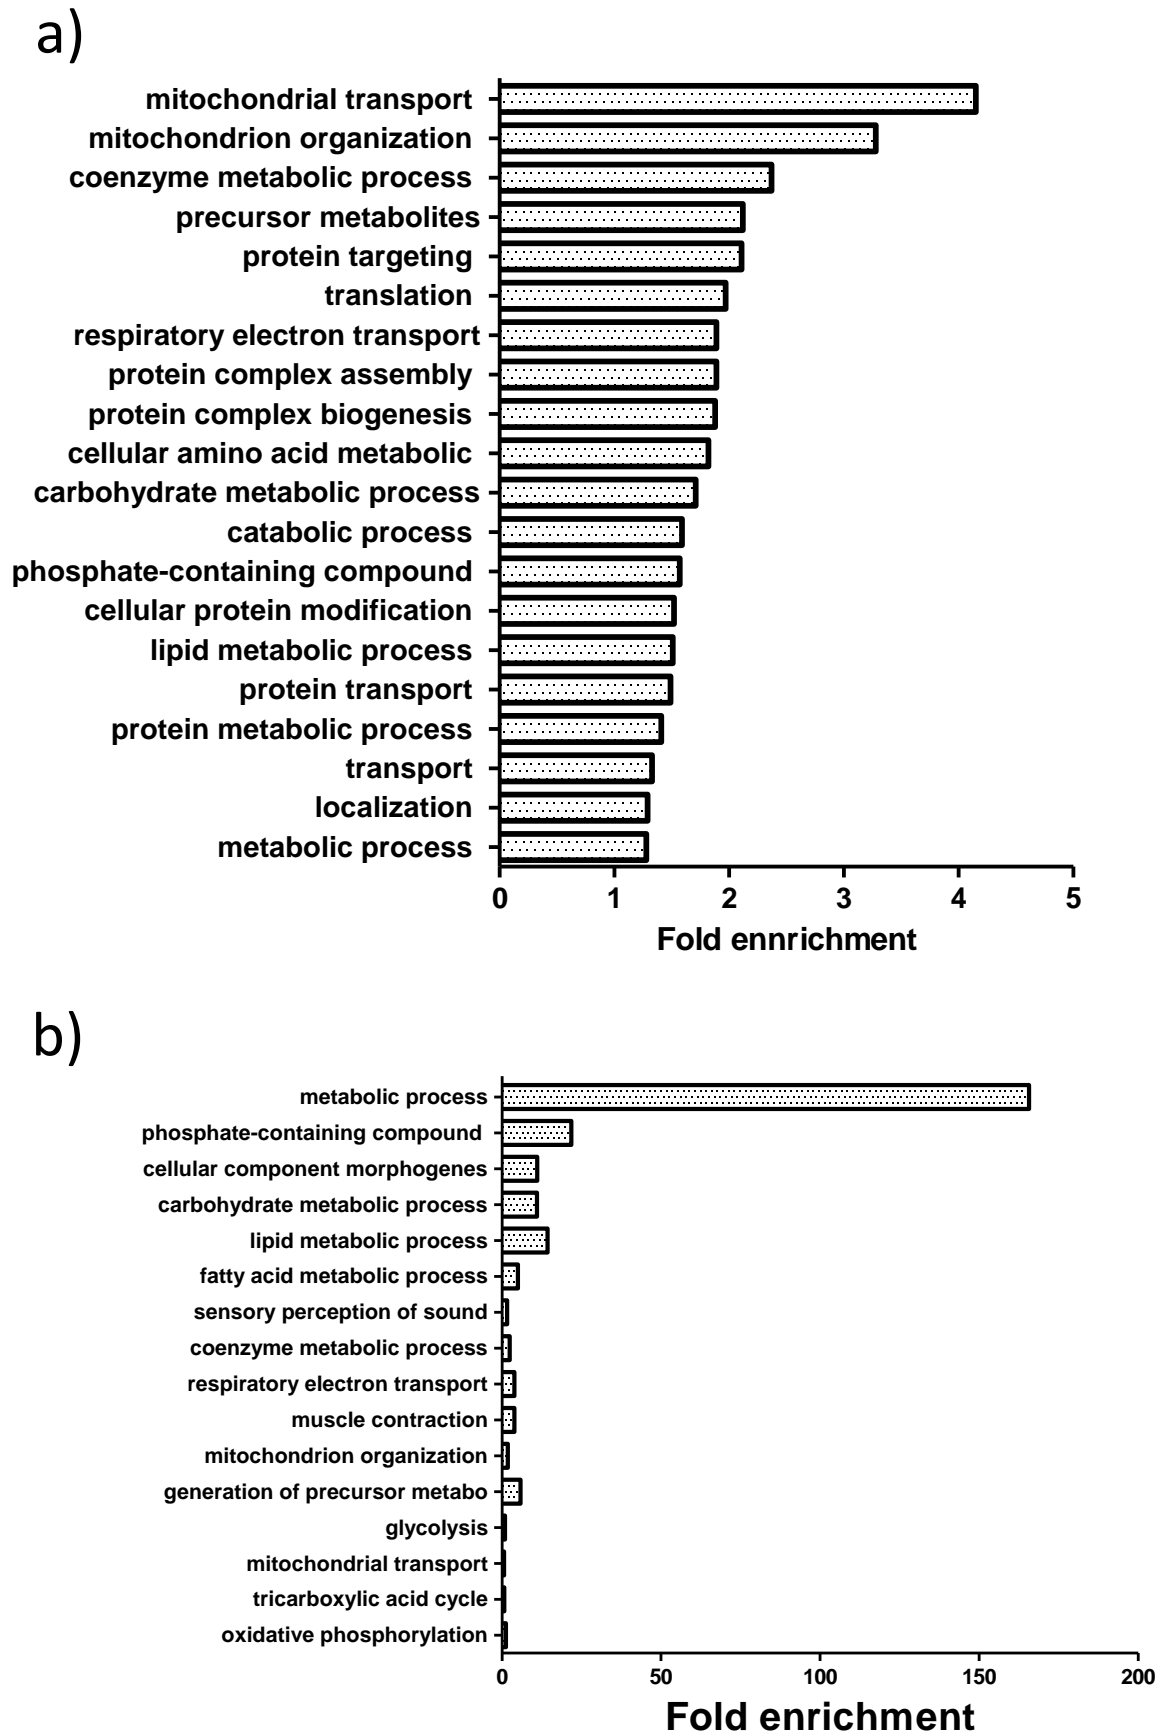 a)
mitochondrial transport
mitochondrion organization
coenzyme metabolic process
precursor metabolites
protein targeting
translation
respiratory electron transport
protein complex assembly
protein complex biogenesis
cellular amino acid metabolic
carbohydrate metabolic process
catabolic process
phosphate-containing compound
cellular protein modification
lipid metabolic process
protein transport
protein metabolic process
transport
localization
metabolic process
0 1 2 3 4 5
Fold ennrichment
b)
metabolic process
phosphate-containing compound
cellular component morphogenes
carbohydrate metabolic process
lipid metabolic process
fatty acid metabolic process
sensory perception of sound
coenzyme metabolic process
respiratory electron transport
muscle contraction
mitochondrion organization
generation of precursor metabo
glycolysis
mitochondrial transport
tricarboxylic acid cycle
oxidative phosphorylation
0 50 100 150 200
Fold enrichment